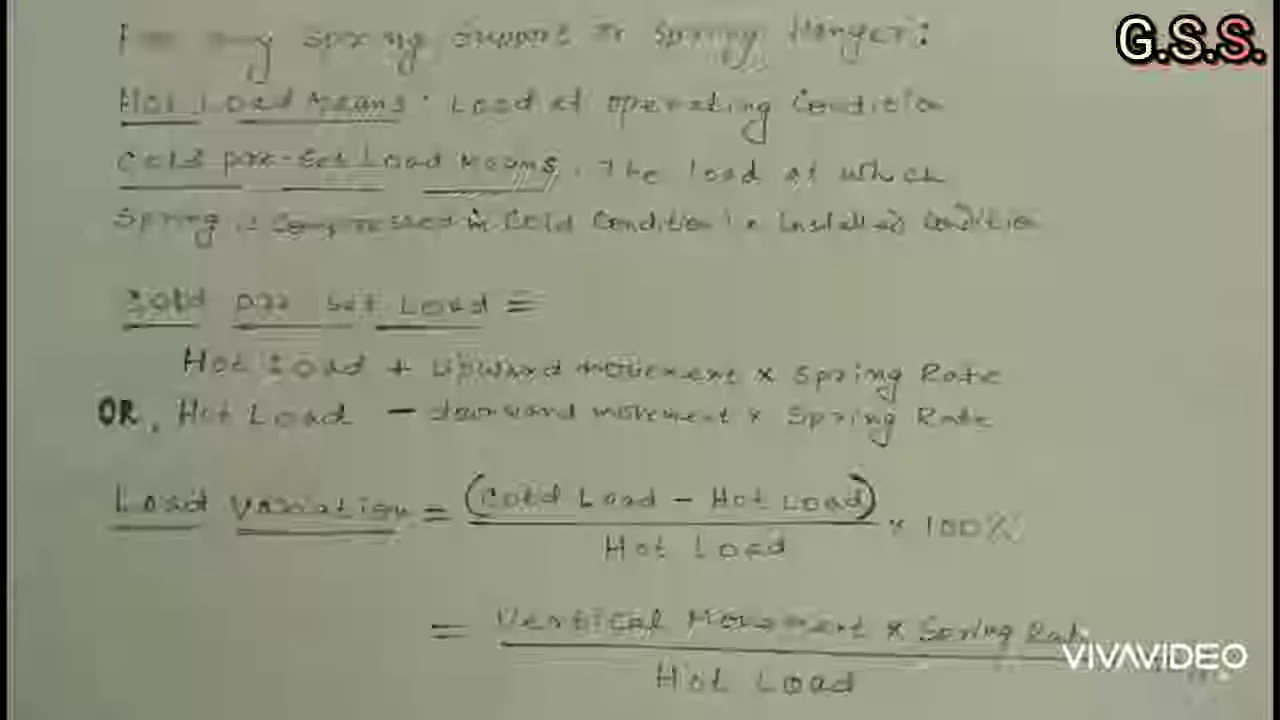 For any spring support or spring Hanger:
G.S.S.
Hot Load Means: Load at operating Condition
Cold pre-set Load Means. The load at which
Spring is compressed in Cold Condition in Installed Condition
Cold pre set Load =
Hot Load + Upward movement x Spring Rate
OR, Hot Load – downward movement x Spring Rate
Load Variation = (Cold Load - Hot Load) x 100%
Hot Load
= Vertical Movement x Spring Rate
VIVAVIDEO
Hot Load